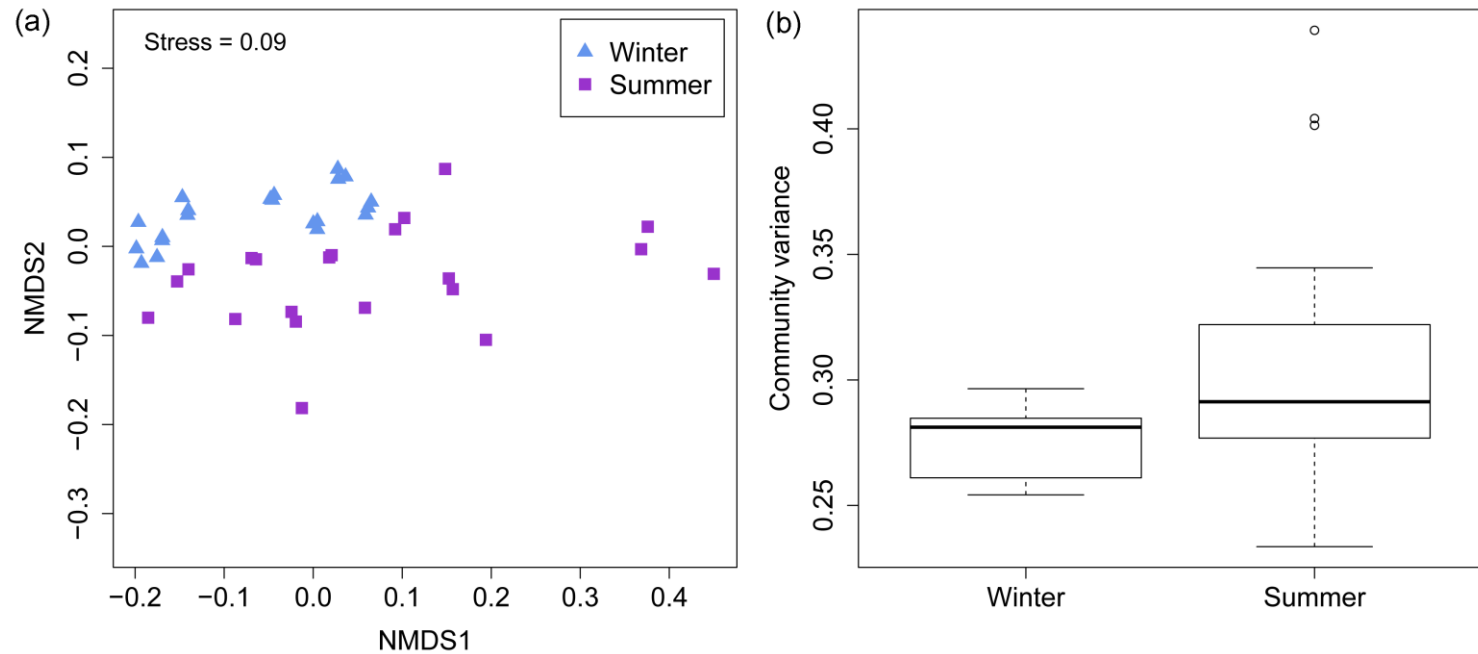 (a)
Stress = 0.09
Winter
Summer
0.2
0.1
0.0
−0.1
−0.2
−0.3
NMDS2
−0.2 −0.1 0.0 0.1 0.2 0.3 0.4
NMDS1
(b)
0.40
0.35
0.30
0.25
Community variance
Winter Summer